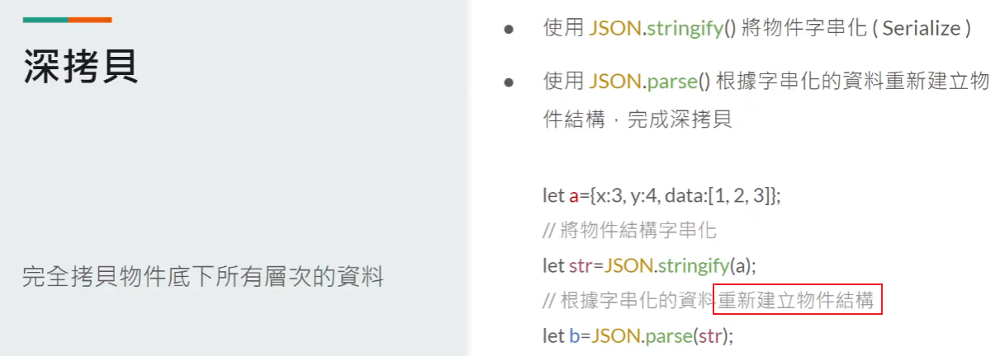 深拷貝
完全拷貝物件底下所有層次的資料
● 使用 JSON.stringify() 將物件字串化 ( Serialize )
● 使用 JSON.parse() 根據字串化的資料重新建立物
件結構，完成深拷貝
let a={x:3, y:4, data:[1, 2, 3]};
// 將物件結構字串化
let str=JSON.stringify(a);
// 根據字串化的資料重新建立物件結構
let b=JSON.parse(str);